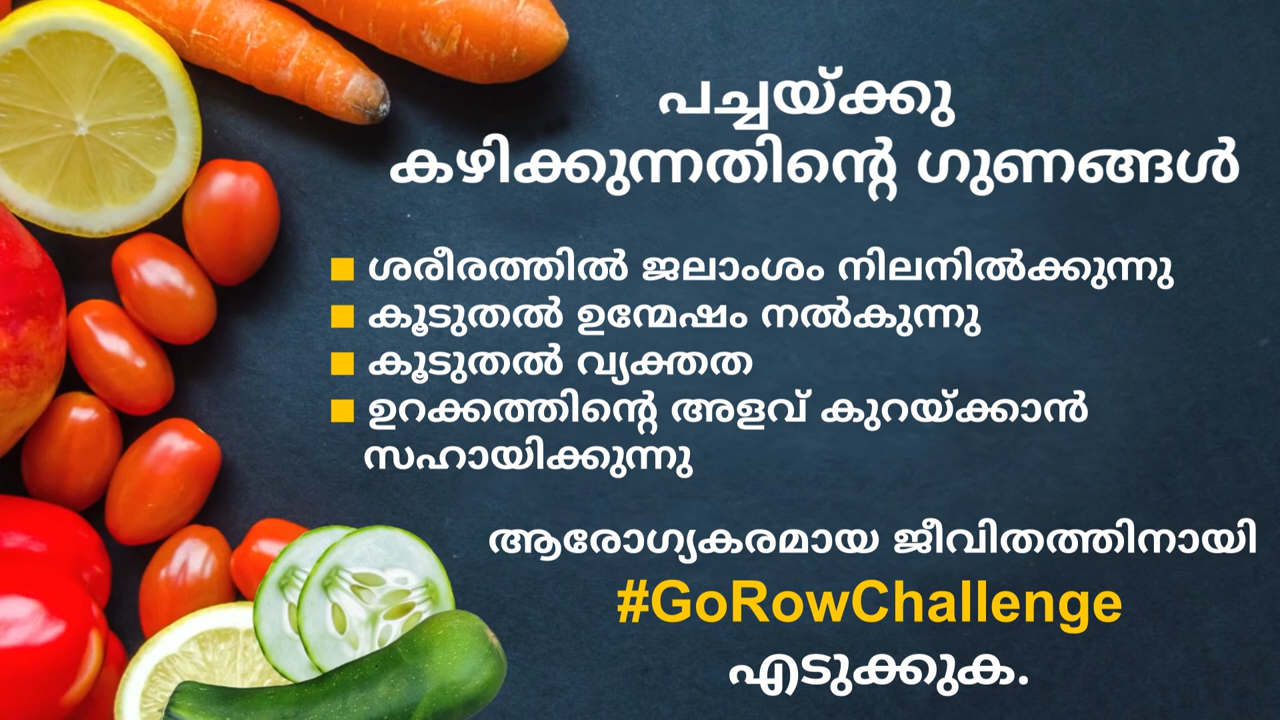 പച്ചയ്ക്കു
കഴിക്കുന്നതിന്റെ ഗുണങ്ങൾ
■ ശരീരത്തിൽ ജലാംശം നിലനിൽക്കുന്നു
■ കൂടുതൽ ഉന്മേഷം നൽകുന്നു
■ കൂടുതൽ വ്യക്തത
■ ഉറക്കത്തിന്റെ അളവ് കുറയ്ക്കാൻ
സഹായിക്കുന്നു
ആരോഗ്യകരമായ ജീവിതത്തിനായി
#GoRowChallenge
എടുക്കുക.